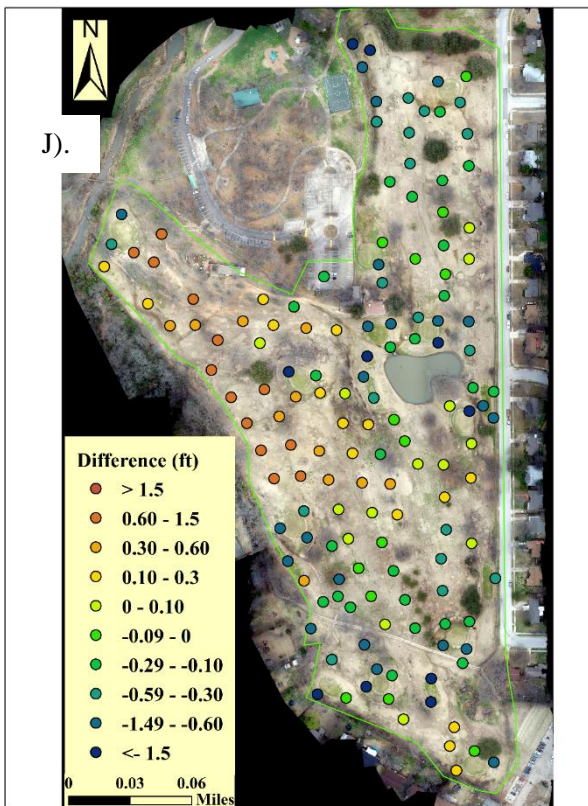 N
J).
Difference (ft)
> 1.5
0.60 - 1.5
0.30 - 0.60
0.10 - 0.3
0 - 0.10
-0.09 - 0
-0.29 - -0.10
-0.59 - -0.30
-1.49 - -0.60
<- 1.5
0 0.03 0.06
Miles